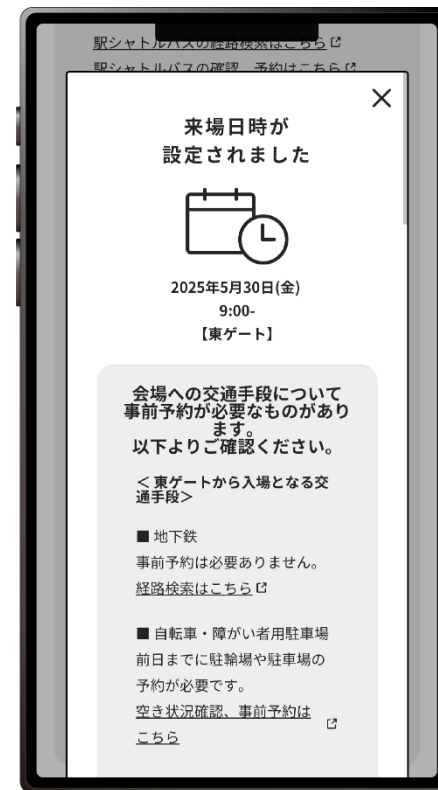 駅シャトルバスの経路検索はこちら
駅シャトルバスの確認、予約はこちら
来場日時が
設定されました
2025年5月30日(金)
9:00-
【東ゲート】
会場への交通手段について
事前予約が必要なものがあり
ます。
以下よりご確認ください。
＜東ゲートから入場となる交
通手段＞
■ 地下鉄
事前予約は必要ありません。
経路検索はこちら
■ 自転車・障がい者用駐車場
前日までに駐輪場や駐車場の
予約が必要です。
空き状況確認、事前予約は
こちら